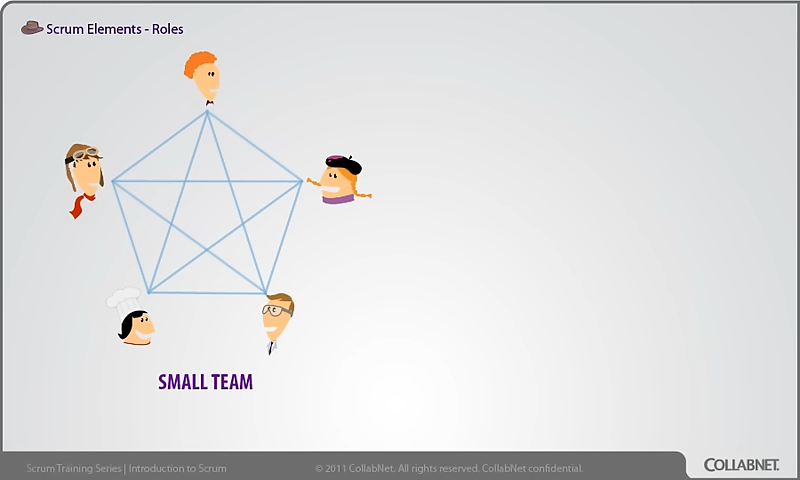 Scrum Elements - Roles
SMALL TEAM
Scrum Training Series | Introduction to Scrum
© 2011 CollabNet. All rights reserved. CollabNet confidential.
COLLABNET.